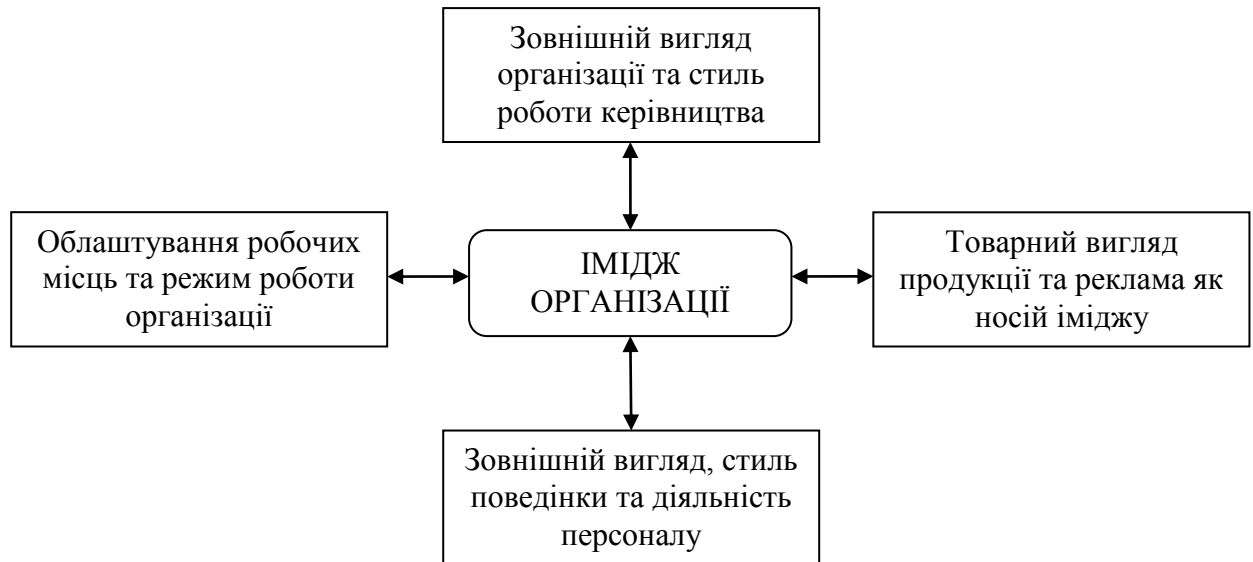 Зовнішній вигляд
організації та стиль
роботи керівництва
Облаштування робочих
місць та режим роботи
організації
ІМІДЖ
ОРГАНІЗАЦІЇ
Товарний вигляд
продукції та реклама як
носій іміджу
Зовнішній вигляд, стиль
поведінки та діяльність
персоналу